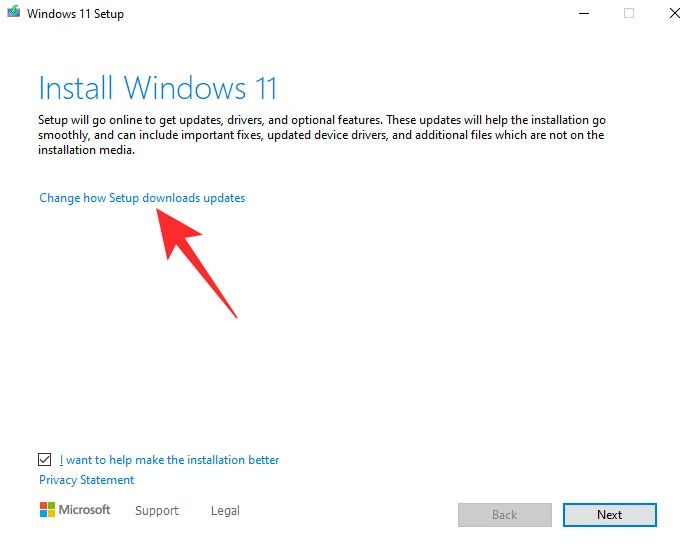 Windows 11 Setup
Install Windows 11
Setup will go online to get updates, drivers, and optional features. These updates will help the installation go
smoothly, and can include important fixes, updated device drivers, and additional files which are not on the
installation media.
Change how Setup downloads updates
I want to help make the installation better
Privacy Statement
Microsoft Support Legal Back Next